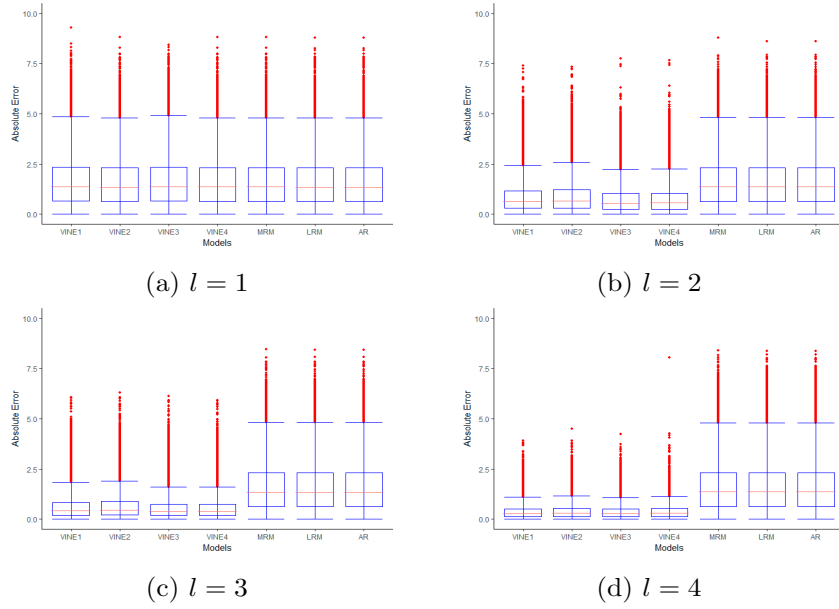 10.0
7.5
5.0
2.5
0.0
Absolute Error
VINE1 VINE2 VINE3 VINE4 MRM LRM AR
Models
(a) l = 1
10.0
7.5
5.0
2.5
0.0
Absolute Error
VINE1 VINE2 VINE3 VINE4 MRM LRM AR
Models
(b) l = 2
10.0
7.5
5.0
2.5
0.0
Absolute Error
VINE1 VINE2 VINE3 VINE4 MRM LRM AR
Models
(c) l = 3
10.0
7.5
5.0
2.5
0.0
Absolute Error
VINE1 VINE2 VINE3 VINE4 MRM LRM AR
Models
(d) l = 4